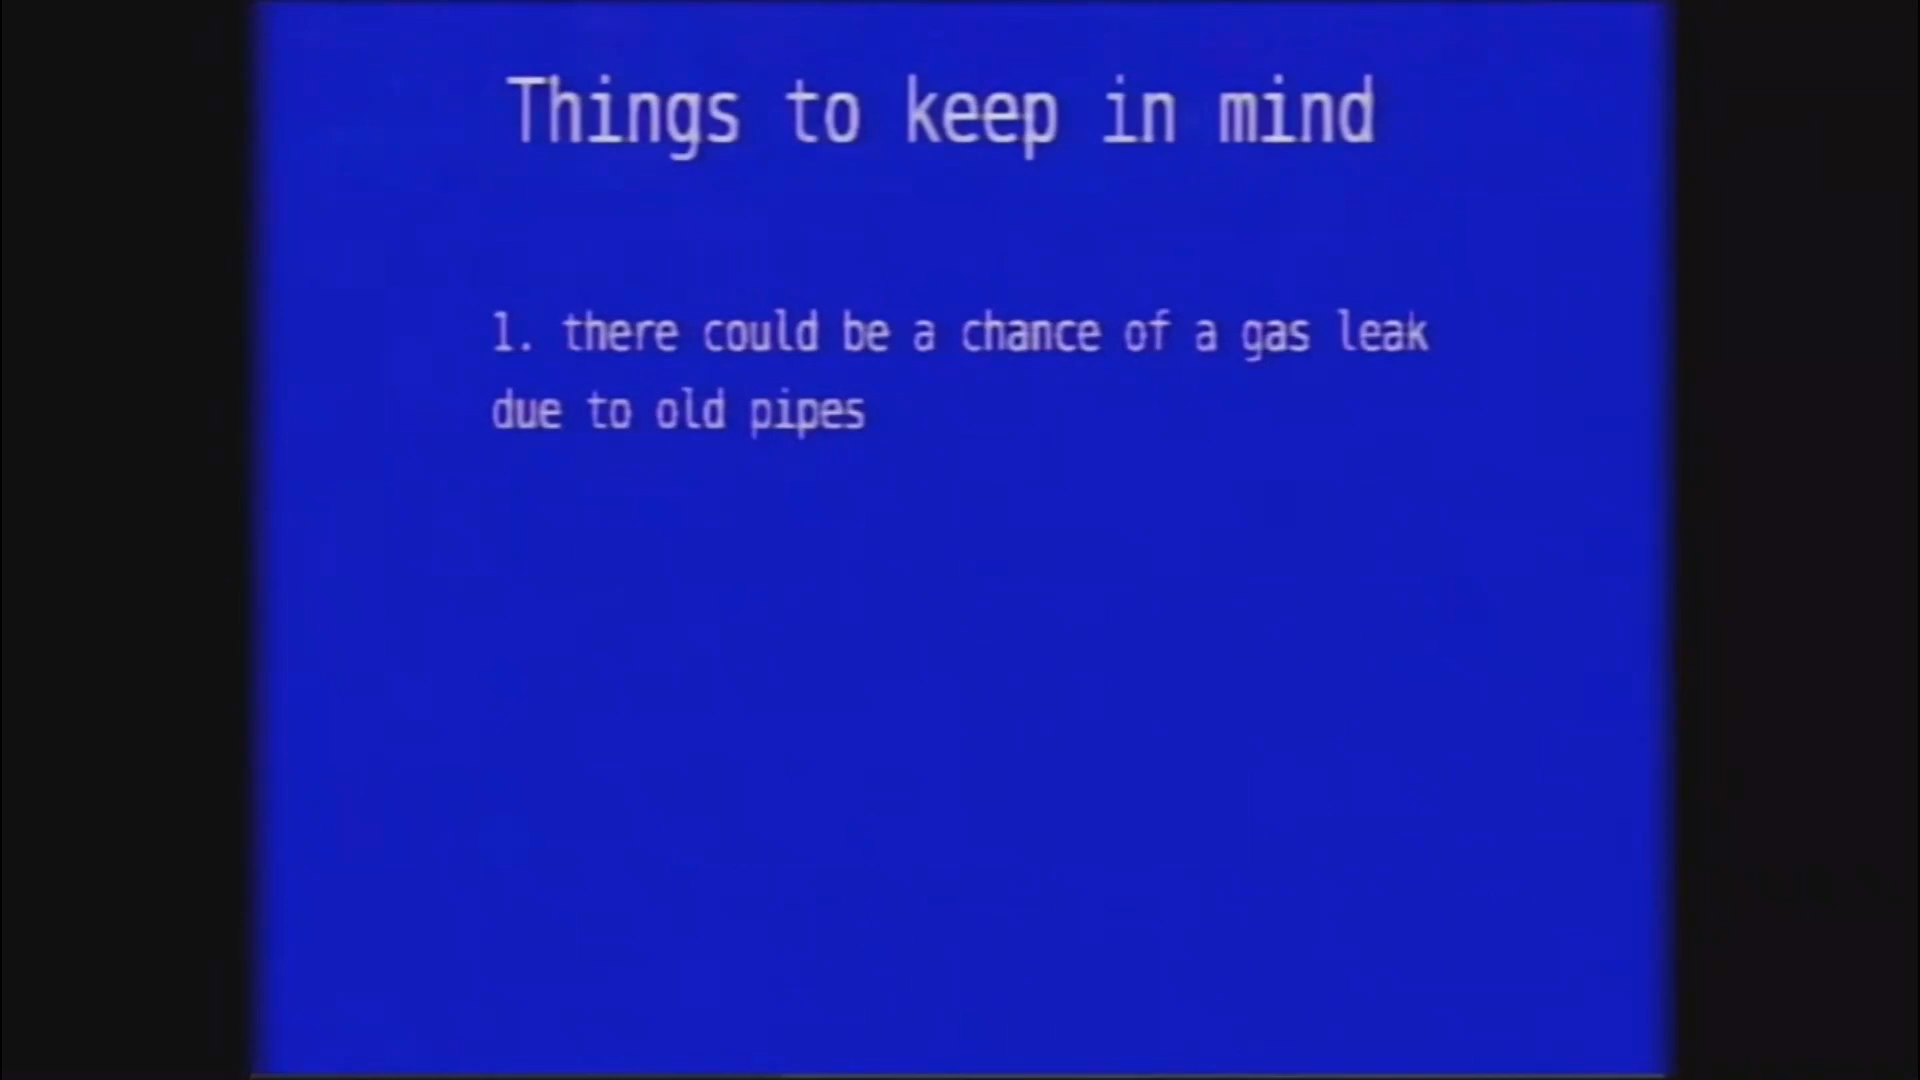 Things to keep in mind
1. there could be a chance of a gas leak
due to old pipes